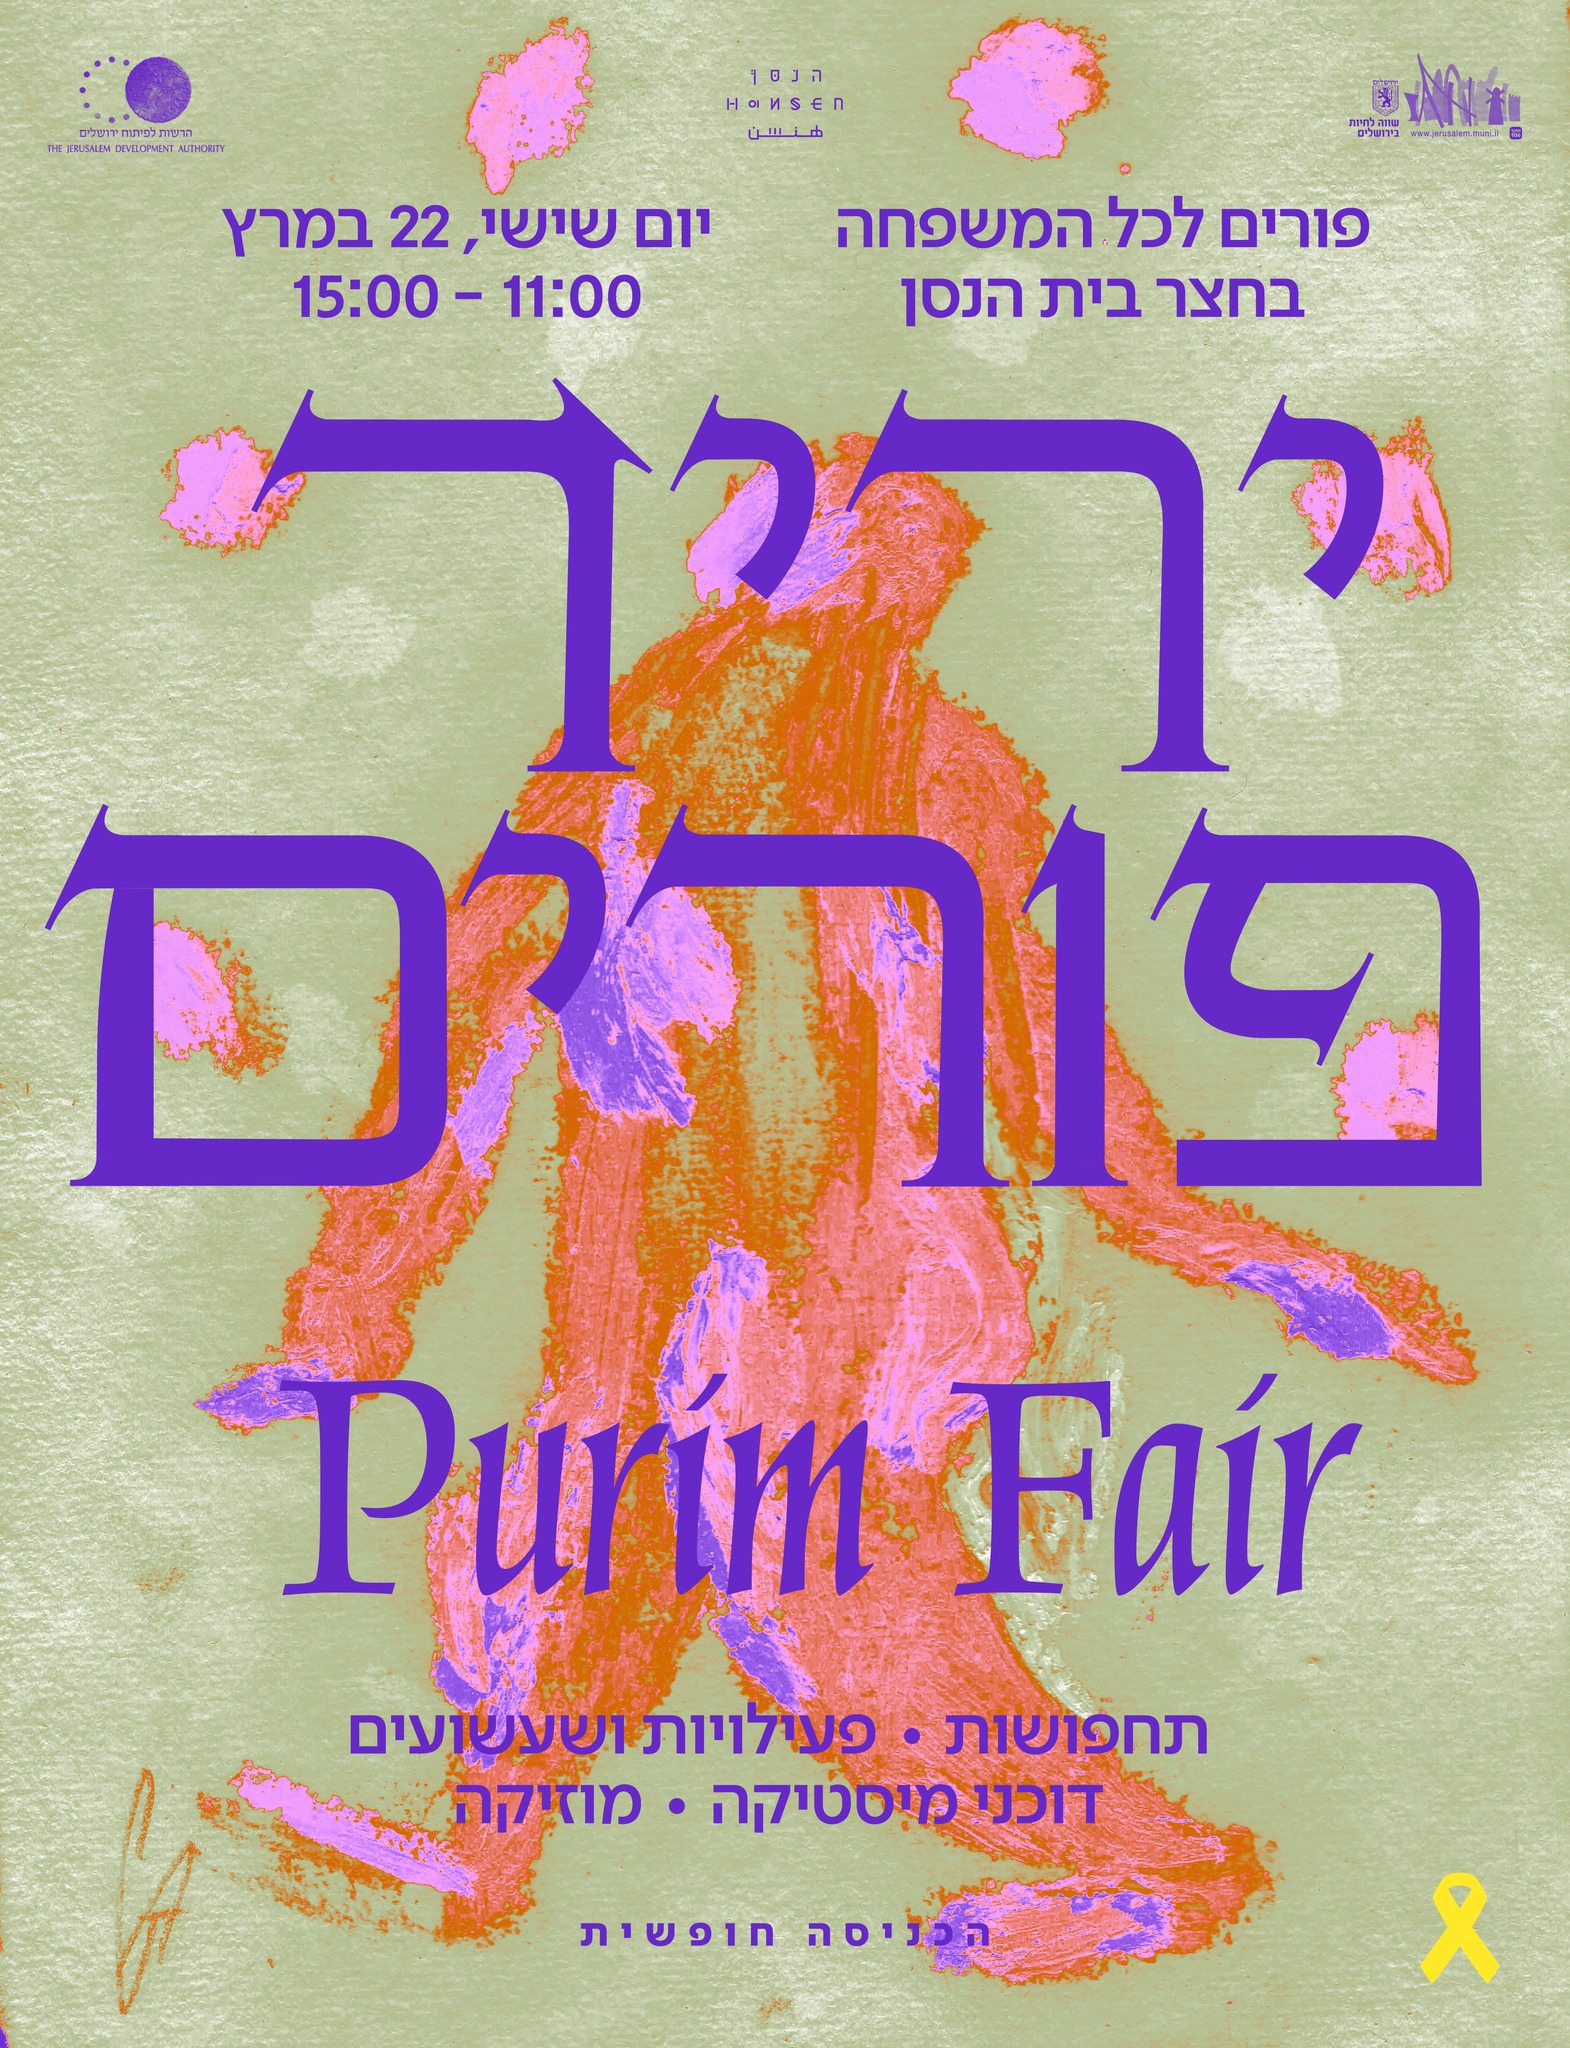 הרשות לפיתוח ירושלים
THE JERUSALEM DEVELOPMENT AUTHORITY
הנסן
HANSEN
هنسن
ירושלים
שווה לחיות
בירושלים
www.jerusalem.muni.il
106
פורים לכל המשפחה
בחצר בית הנסן
יום שישי, 22 במרץ
11:00 – 15:00
יריד
פורים
Purim Fair
תחפושות • פעילויות ושעשועים
דוכני מיסטיקה • מוזיקה
הכניסה חופשית